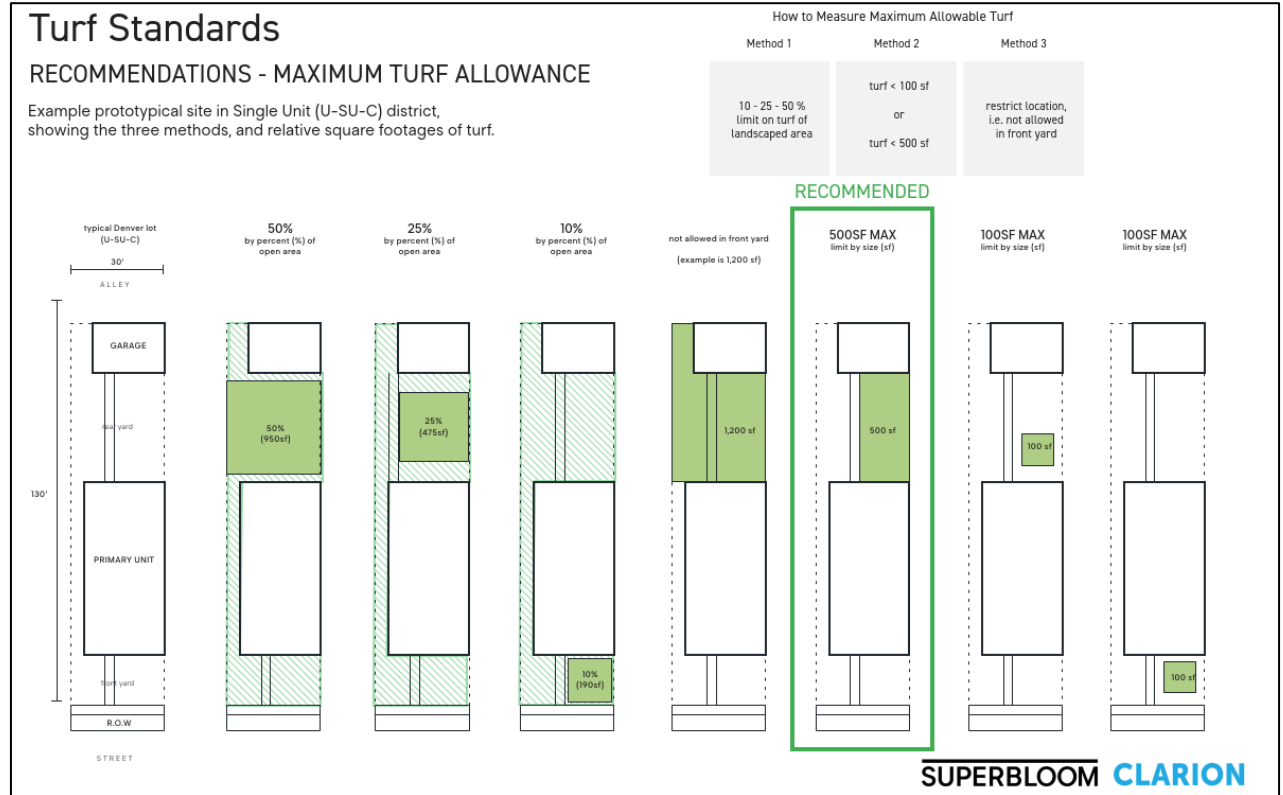 Turf Standards
RECOMMENDATIONS - MAXIMUM TURF ALLOWANCE
Example prototypical site in Single Unit (U-SU-C) district,
showing the three methods, and relative square footages of turf.
How to Measure Maximum Allowable Turf
Method 1
10 - 25 - 50 %
limit on turf of
landscaped area
Method 2
turf < 100 sf
or
turf < 500 sf
Method 3
restrict location,
i.e. not allowed
in front yard
RECOMMENDED
typical Denver lot
(U-SU-C)
30'
ALLEY
GARAGE
rear yard
130'
PRIMARY UNIT
front yard
R.O.W
STREET
50%
by percent (%) of
open area
50%
(950sf)
25%
by percent (%) of
open area
25%
(475sf)
10%
by percent (%) of
open area
10%
(190sf)
not allowed in front yard
(example is 1,200 sf)
1,200 sf
500SF MAX
limit by size (sf)
500 sf
100SF MAX
limit by size (sf)
100 sf
100SF MAX
limit by size (sf)
100 sf
SUPERBLOOM
CLARION